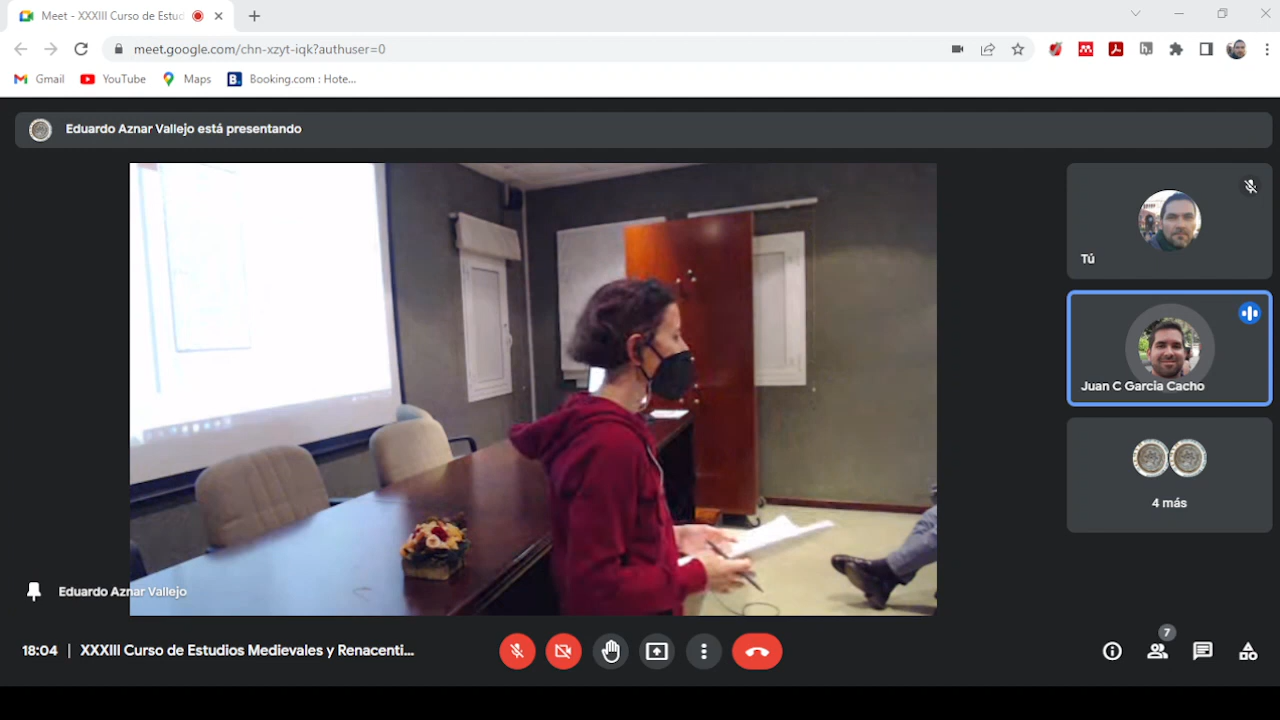 Meet - XXXIII Curso de Estud
meet.google.com/chn-xzyt-iqk?authuser=0
Gmail
YouTube
Maps
B.
Booking.com : Hote...
Eduardo Aznar Vallejo está presentando
Tú
Juan C Garcia Cacho
4 más
Eduardo Aznar Vallejo
18:04 | XXXIII Curso de Estudios Medievales y Renacenti...
7